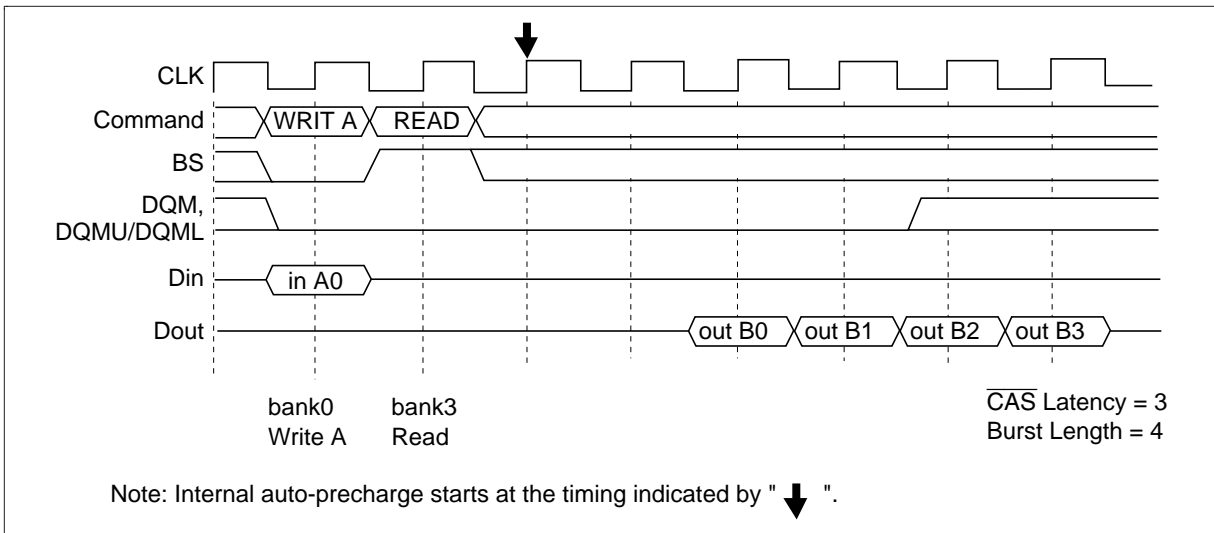 CLK
Command WRIT A READ
BS
DQM,
DQMU/DQML
Din in A0
Dout out B0 out B1 out B2 out B3
bank0 bank3 CAS Latency = 3
Write A Read Burst Length = 4
Note: Internal auto-precharge starts at the timing indicated by " ".